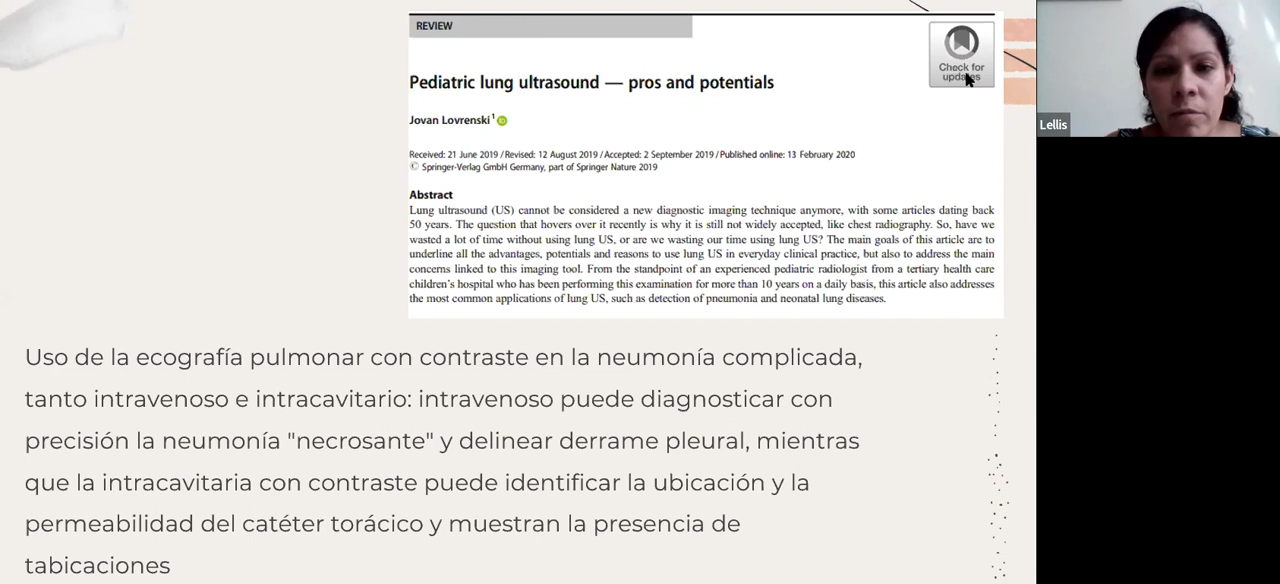 REVIEW
Check for
updates
Pediatric lung ultrasound — pros and potentials
Jovan Lovrenski 1
Received: 21 June 2019 / Revised: 12 August 2019 / Accepted: 2 September 2019 / Published online: 13 February 2020
© Springer-Verlag GmbH Germany, part of Springer Nature 2019
Abstract
Lung ultrasound (US) cannot be considered a new diagnostic imaging technique anymore, with some articles dating back
50 years. The question that hovers over it recently is why it is still not widely accepted, like chest radiography. So, have we
wasted a lot of time without using lung US, or are we wasting our time using lung US? The main goals of this article are to
underline all the advantages, potentials and reasons to use lung US in everyday clinical practice, but also to address the main
concerns linked to this imaging tool. From the standpoint of an experienced pediatric radiologist from a tertiary health care
children's hospital who has been performing this examination for more than 10 years on a daily basis, this article also addresses
the most common applications of lung US, such as detection of pneumonia and neonatal lung diseases.
Lellis
Uso de la ecografía pulmonar con contraste en la neumonía complicada,
tanto intravenoso e intracavitario: intravenoso puede diagnosticar con
precisión la neumonía "necrosante" y delinear derrame pleural, mientras
que la intracavitaria con contraste puede identificar la ubicación y la
permeabilidad del catéter torácico y muestran la presencia de
tabicaciones